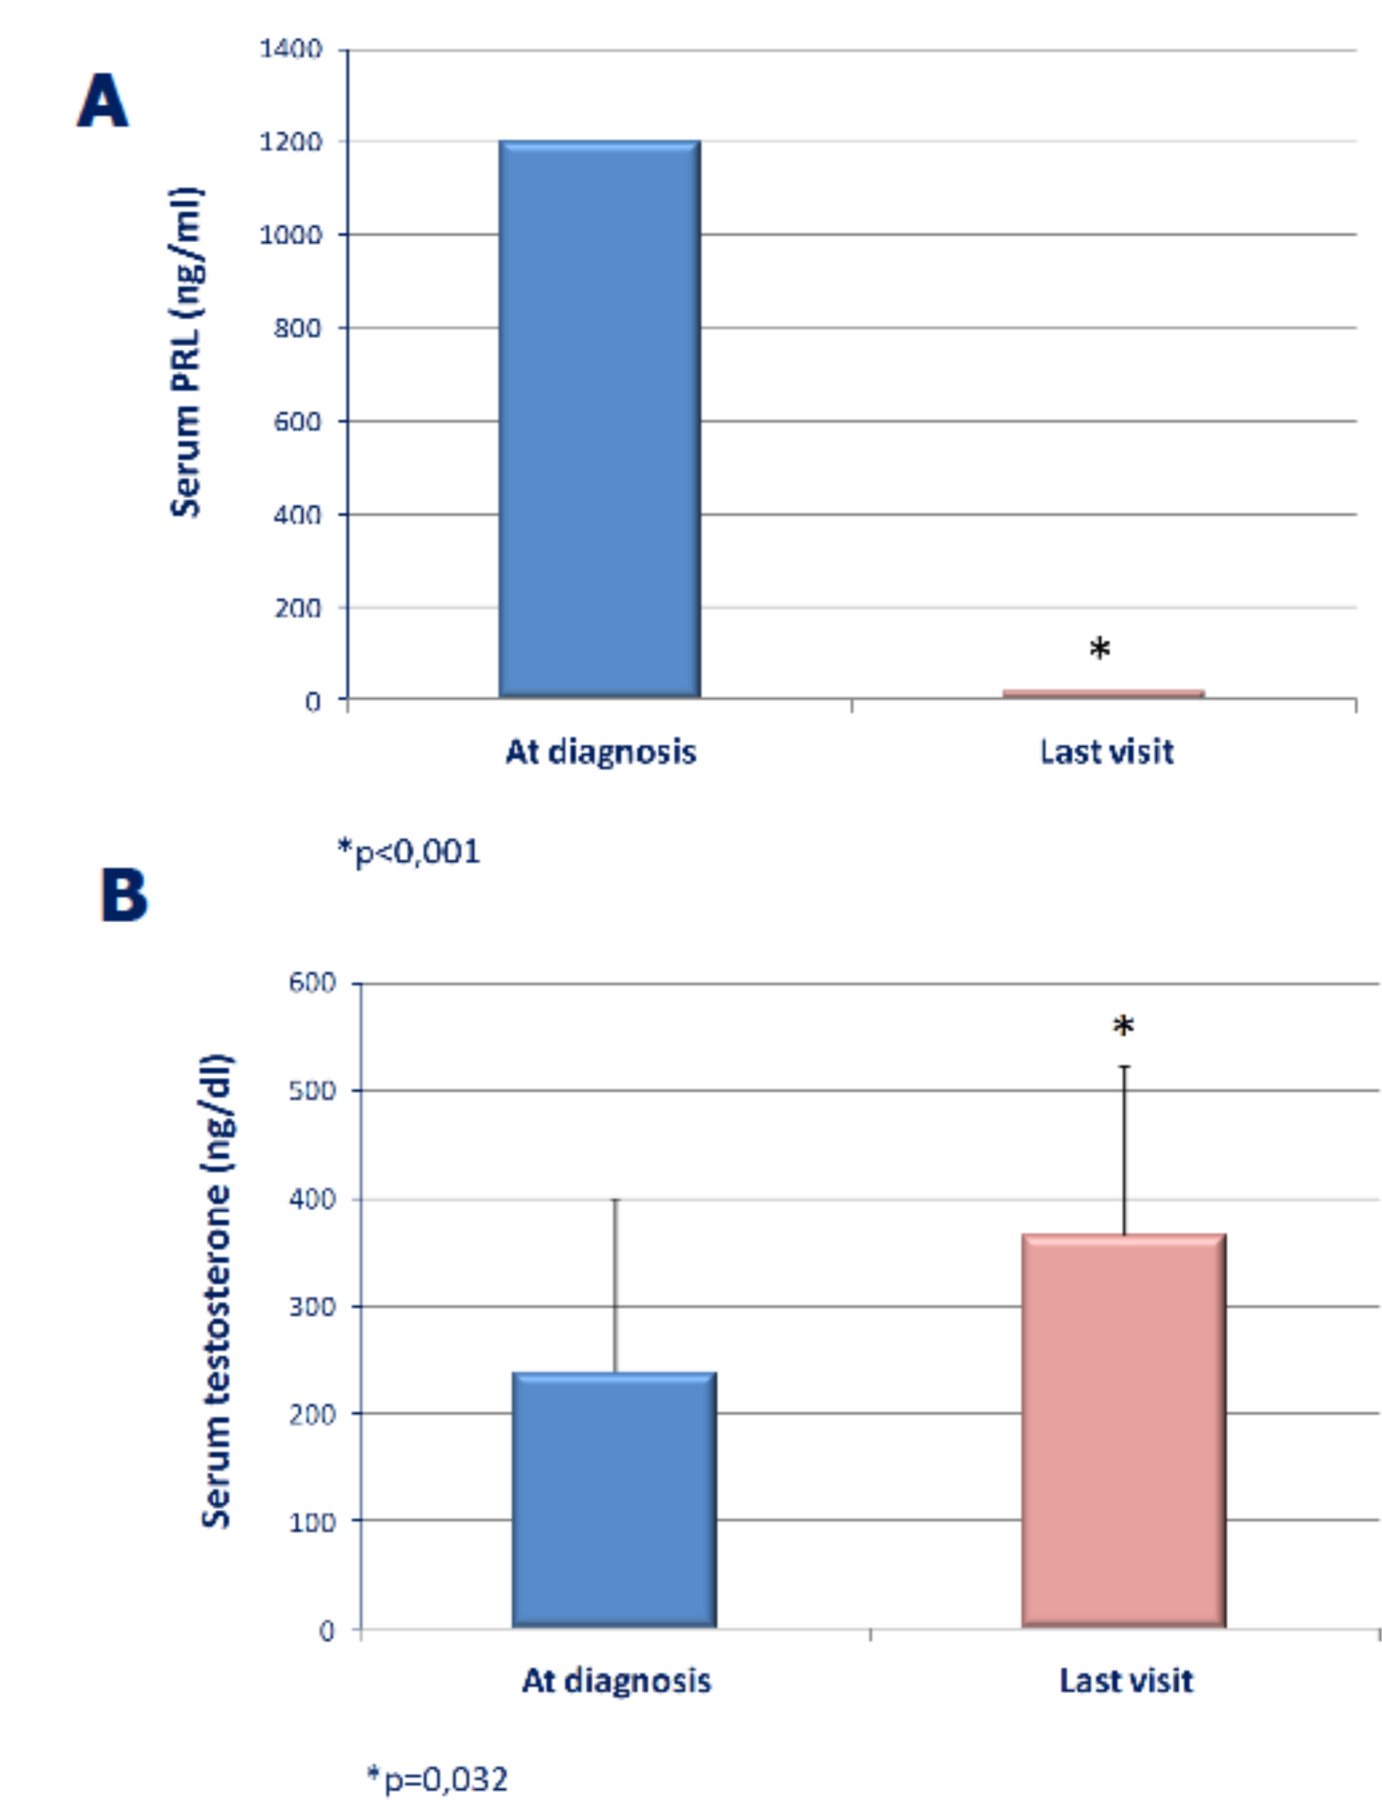 A
Serum PRL (ng/ml)
1400
1200
1000
800
600
400
200
0
*
At diagnosis
Last visit
*p<0,001
B
Serum testosterone (ng/dl)
600
500
400
300
200
100
0
*
At diagnosis
Last visit
*p=0,032